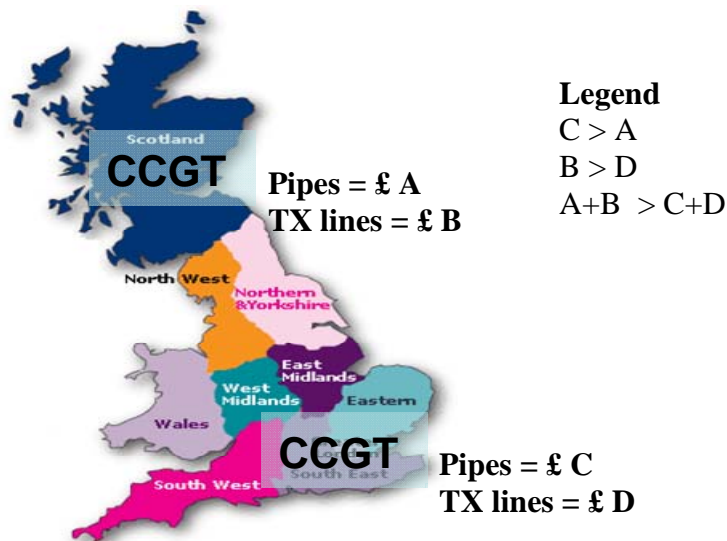 Scotland
CCGT
Pipes = £ A
TX lines = £ B
Legend
C > A
B > D
A+B > C+D
North West
Northern
&Yorkshire
East
Midlands
West
Midlands
Eastern
Wales
CCGT
London
South East
South West
Pipes = £ C
TX lines = £ D